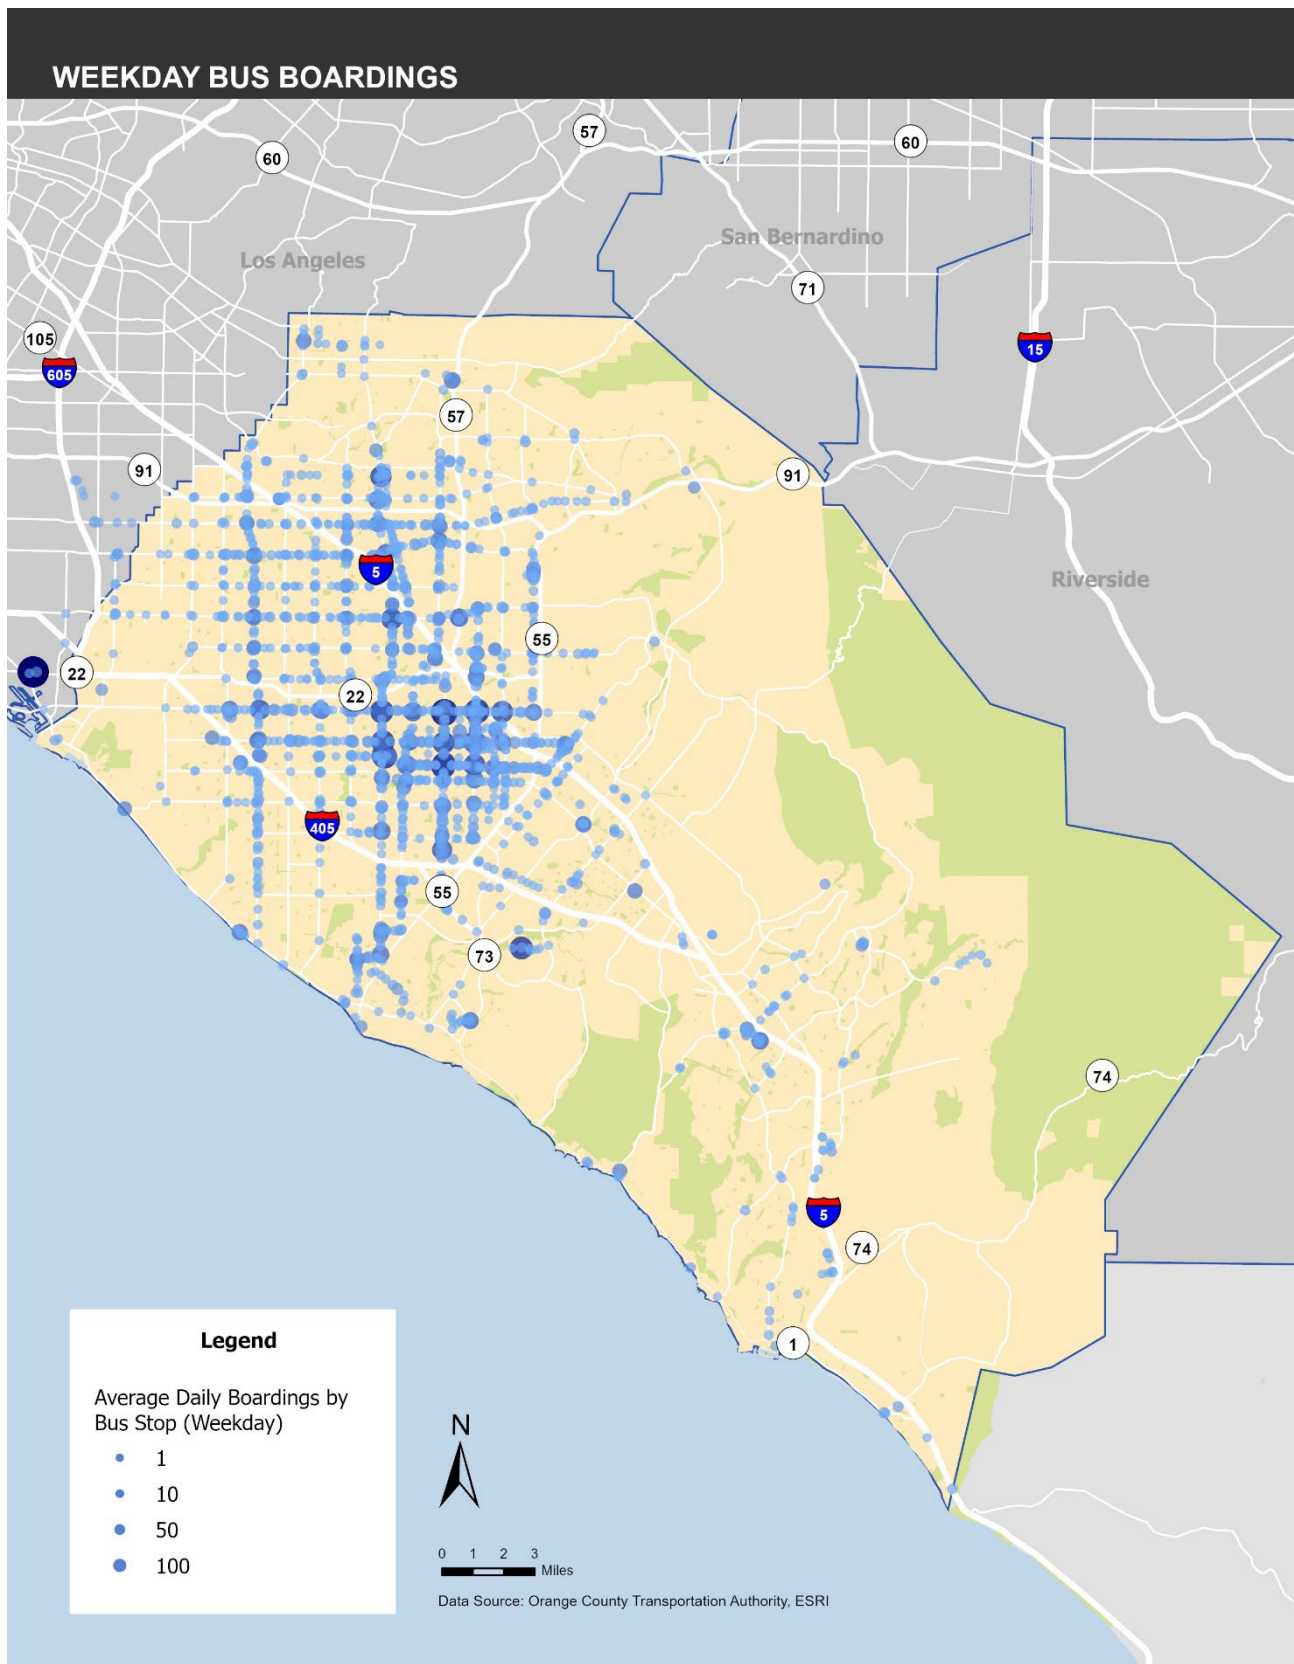 WEEKDAY BUS BOARDINGS
57
60
60
San Bernardino
Los Angeles
71
105
15
605
57
91
91
5
Riverside
55
22
22
405
55
73
74
5
74
1
Legend
Average Daily Boardings by
Bus Stop (Weekday)
1
10
50
100
N
0 1 2 3
Miles
Data Source: Orange County Transportation Authority, ESRI